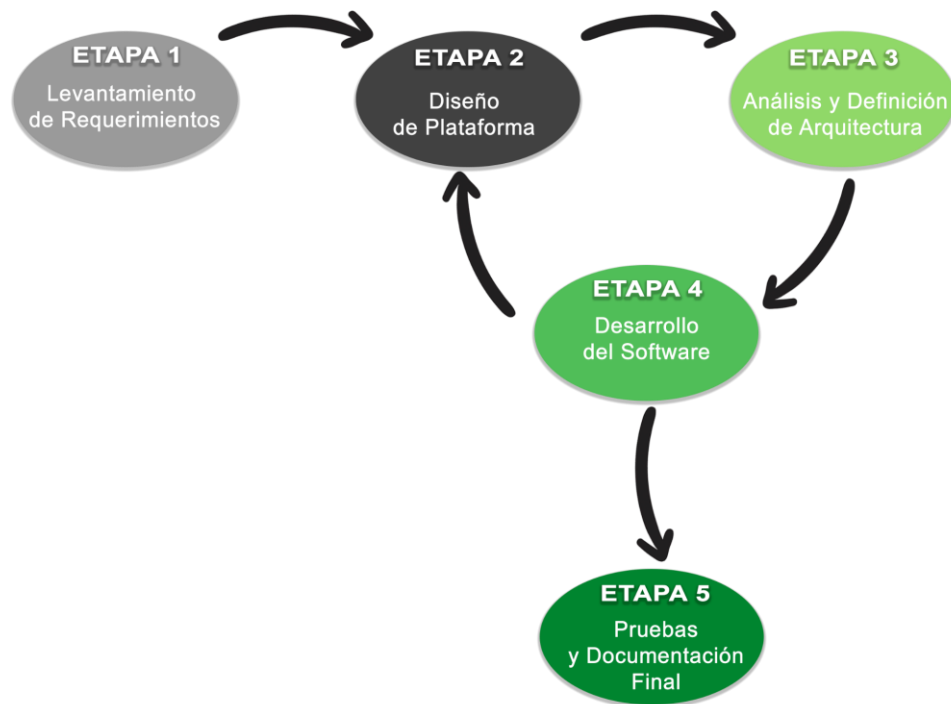 ETAPA 1
Levantamiento
de Requerimientos
ETAPA 2
Diseño
de Plataforma
ETAPA 3
Análisis y Definición
de Arquitectura
ETAPA 4
Desarrollo
del Software
ETAPA 5
Pruebas
y Documentación
Final